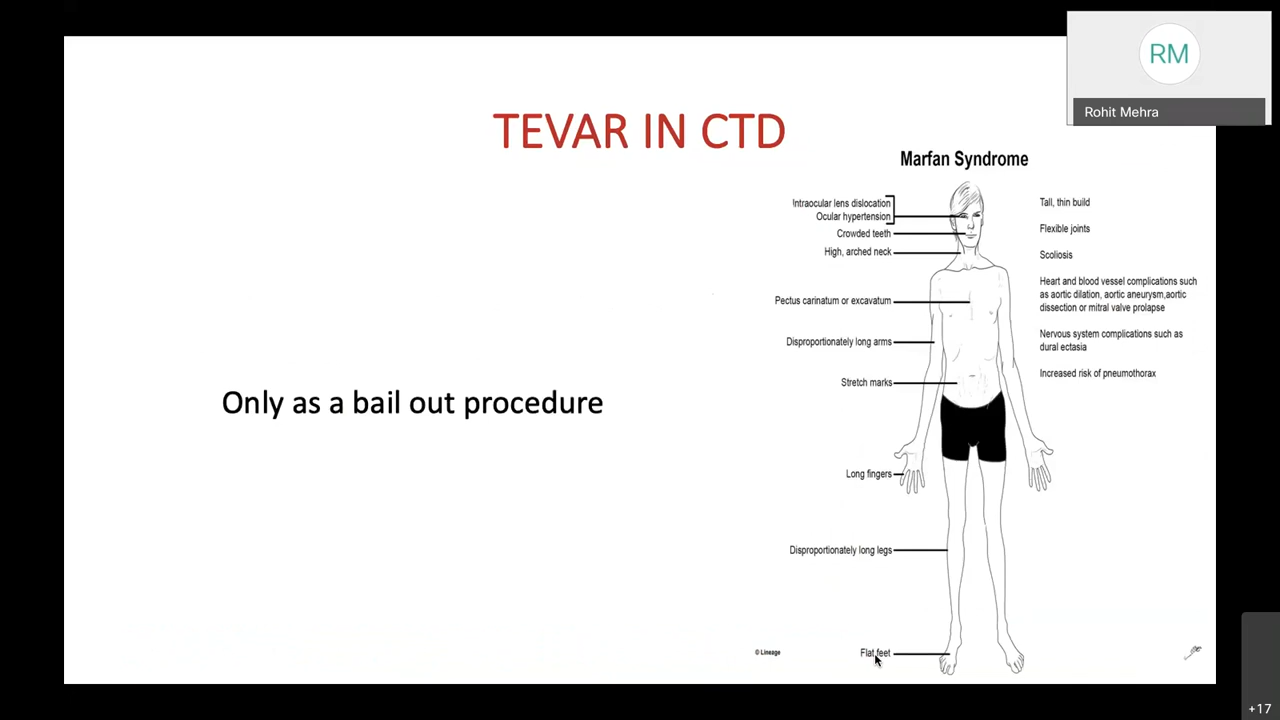 RM
Rohit Mehra
TEVAR IN CTD
Only as a bail out procedure
Marfan Syndrome
Intraocular lens dislocation
Ocular hypertension
Crowded teeth
High, arched neck
Pectus carinatum or excavatum
Disproportionately long arms
Stretch marks
Long fingers
Disproportionately long legs
Flat feet
Tall, thin build
Flexible joints
Scoliosis
Heart and blood vessel complications such
as aortic dilation, aortic aneurysm,aortic
dissection or mitral valve prolapse
Nervous system complications such as
dural ectasia
Increased risk of pneumothorax
© Lineage
+17